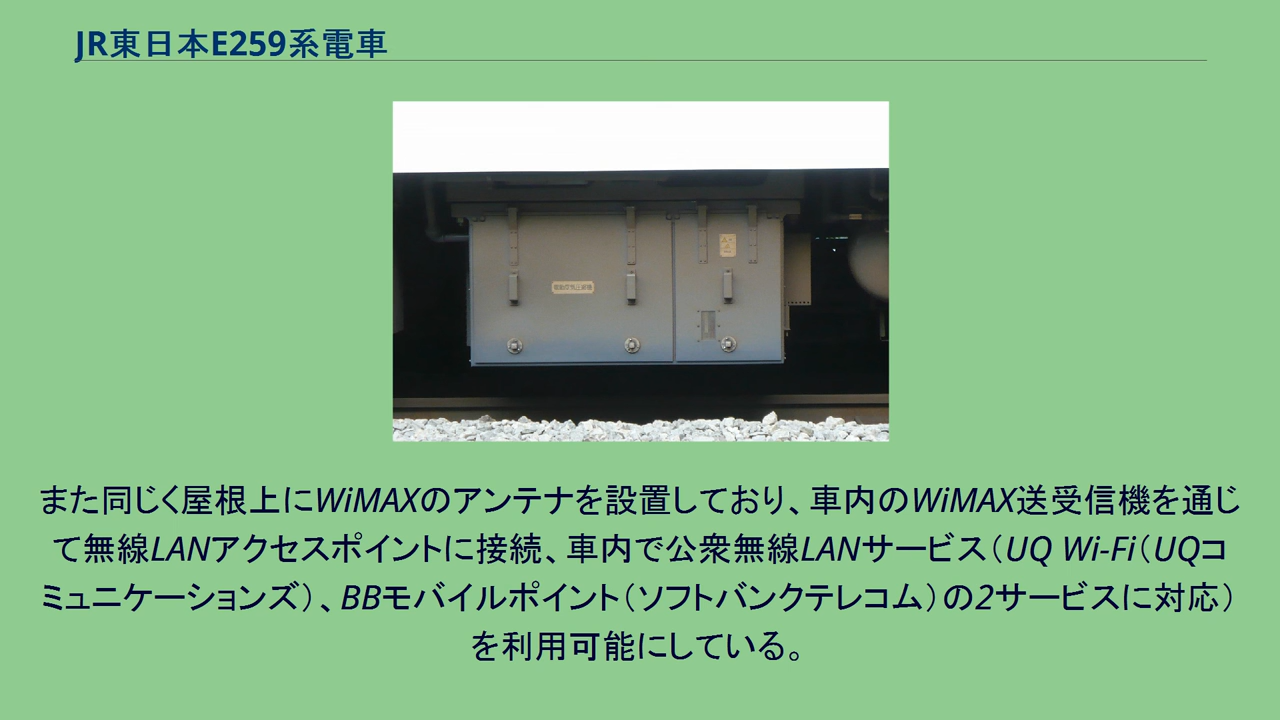 JR東日本E259系電車
また同じく屋根上にWiMAXのアンテナを設置しており、車内のWiMAX送受信機を通じ
て無線LANアクセスポイントに接続、車内で公衆無線LANサービス（UQ Wi-Fi（UQコ
ミュニケーションズ）、BBモバイルポイント（ソフトバンクテレコム）の2サービスに対応）
を利用可能にしている。